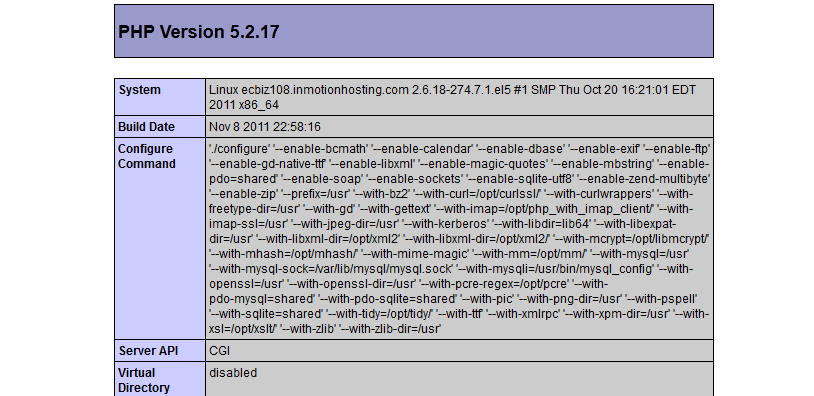 PHP Version 5.2.17
System
Linux ecbiz108.inmotionhosting.com 2.6.18-274.7.1.el5 #1 SMP Thu Oct 20 16:21:01 EDT
2011 x86_64
Build Date
Nov 8 2011 22:58:16
Configure
Command
'./configure' '--enable-bcmath' '--enable-calendar' '--enable-dbase' '--enable-exif' '--enable-ftp'
'--enable-gd-native-ttf' '--enable-libxml' '--enable-magic-quotes' '--enable-mbstring' '--enable-
pdo=shared' '--enable-soap' '--enable-sockets' '--enable-sqlite-utf8' '--enable-zend-multibyte'
'--enable-zip' '--prefix=/usr' '--with-bz2' '--with-curl=/opt/curlssl/' '--with-curlwrappers' '--with-
freetype-dir=/usr' '--with-gd' '--with-gettext' '--with-imap=/opt/php_with_imap_client/' '--with-
imap-ssl=/usr' '--with-jpeg-dir=/usr' '--with-kerberos' '--with-libdir=lib64' '--with-libexpat-
dir=/usr' '--with-libxml-dir=/opt/xml2' '--with-libxml-dir=/opt/xml2/' '--with-mcrypt=/opt/libmcrypt/'
'--with-mhash=/opt/mhash/' '--with-mime-magic' '--with-mm=/opt/mm/' '--with-mysql=/usr'
'--with-mysql-sock=/var/lib/mysql/mysql.sock' '--with-mysqli=/usr/bin/mysql_config' '--with-
openssl=/usr' '--with-openssl-dir=/usr' '--with-pcre-regex=/opt/pcre' '--with-
pdo-mysql=shared' '--with-pdo-sqlite=shared' '--with-pic' '--with-png-dir=/usr' '--with-pspell'
'--with-sqlite=shared' '--with-tidy=/opt/tidy/' '--with-ttf' '--with-xmlrpc' '--with-xpm-dir=/usr' '--with-
xsl=/opt/xslt/' '--with-zlib' '--with-zlib-dir=/usr'
Server API
CGI
Virtual
Directory
disabled